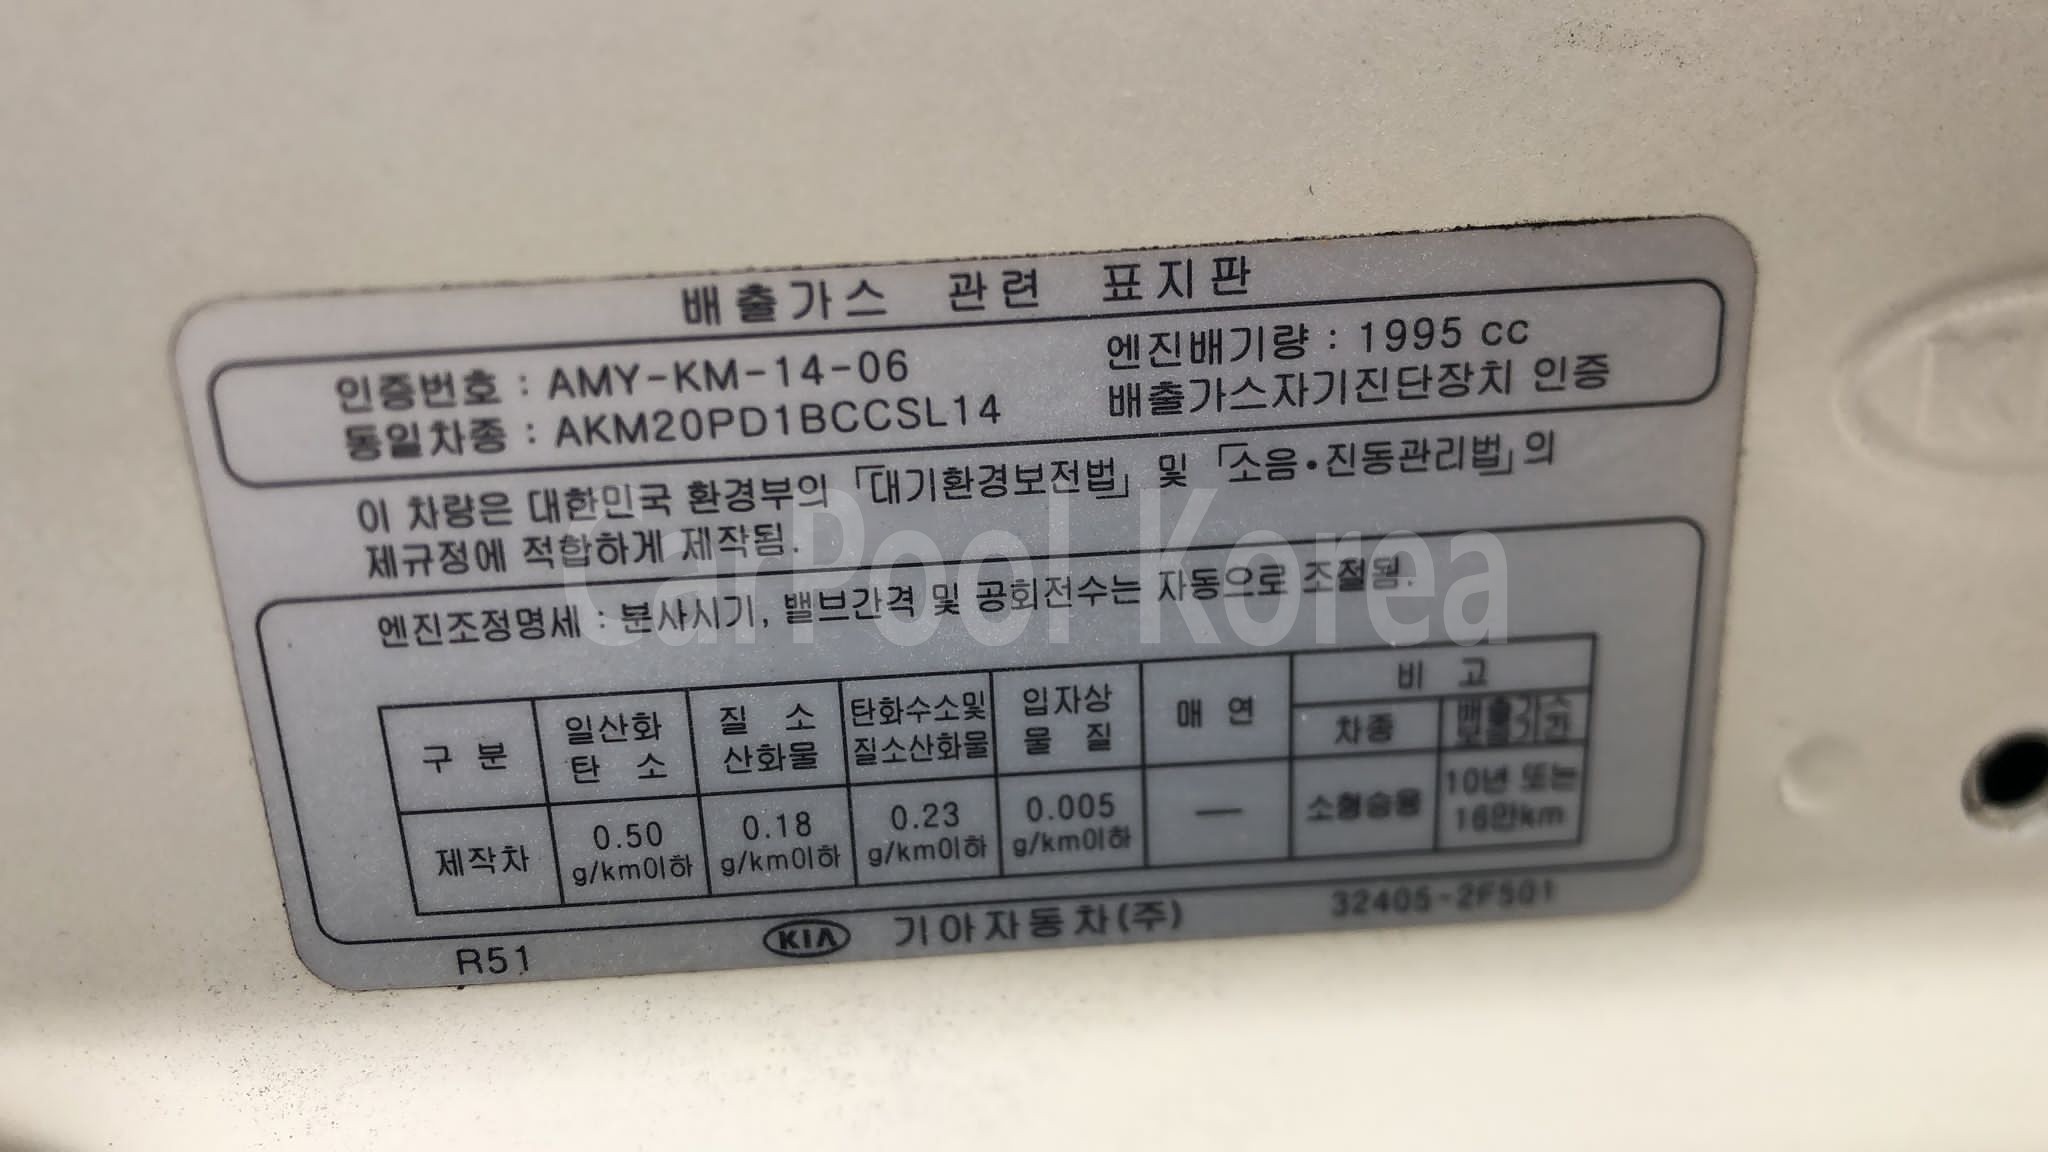 배출가스 관련 표지판
인증번호 : AMY-KM-14-06
엔진배기량 : 1995 cc
동일차종 : AKM20PD1BCCSL14
배출가스자기진단장치 인증
이 차량은 대한민국 환경부의 「대기환경보전법」 및 「소음•진동관리법」의
제규정에 적합하게 제작됨.
엔진조정명세 : 분사시기, 밸브간격 및 공회전수는 자동으로 조절됨.
구 분 일산화 탄 소 질 소 산화물 탄화수소및 질소산화물 입자상 물 질 매 연 비 고
차종 배출가스 보증기간
제작차 0.50 g/km이하 0.18 g/km이하 0.23 g/km이하 0.005 g/km이하 — 소형승용 10년 또는 16만km
R51 KIA 기아자동차(주) 32405-2F501
CarPool Korea